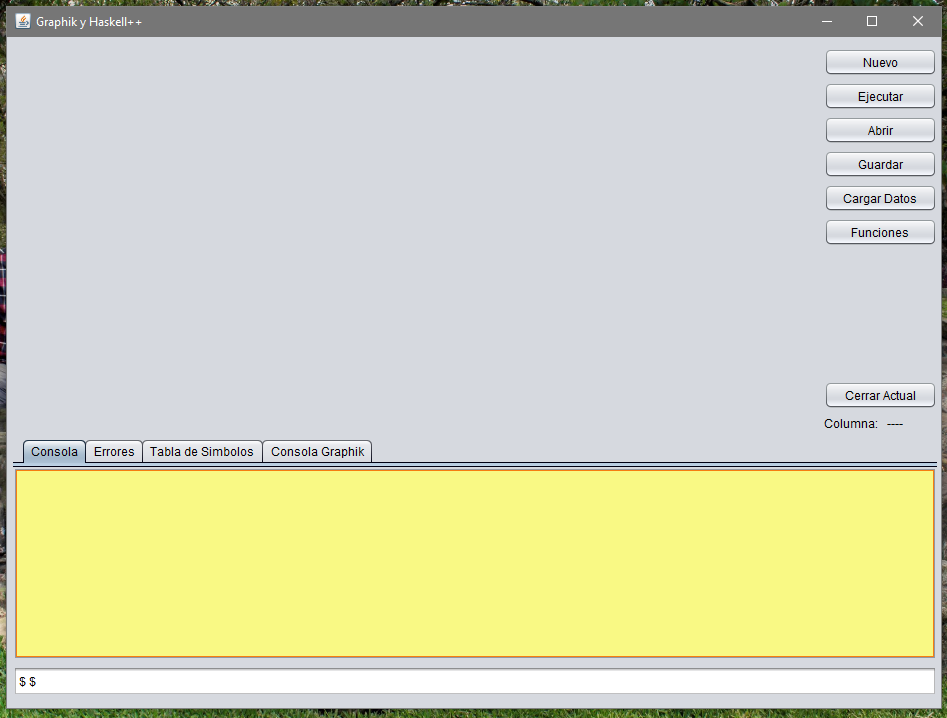 Graphik y Haskell++
Nuevo
Ejecutar
Abrir
Guardar
Cargar Datos
Funciones
Cerrar Actual
Columna: ----
Consola Errores Tabla de Simbolos Consola Graphik
$ $